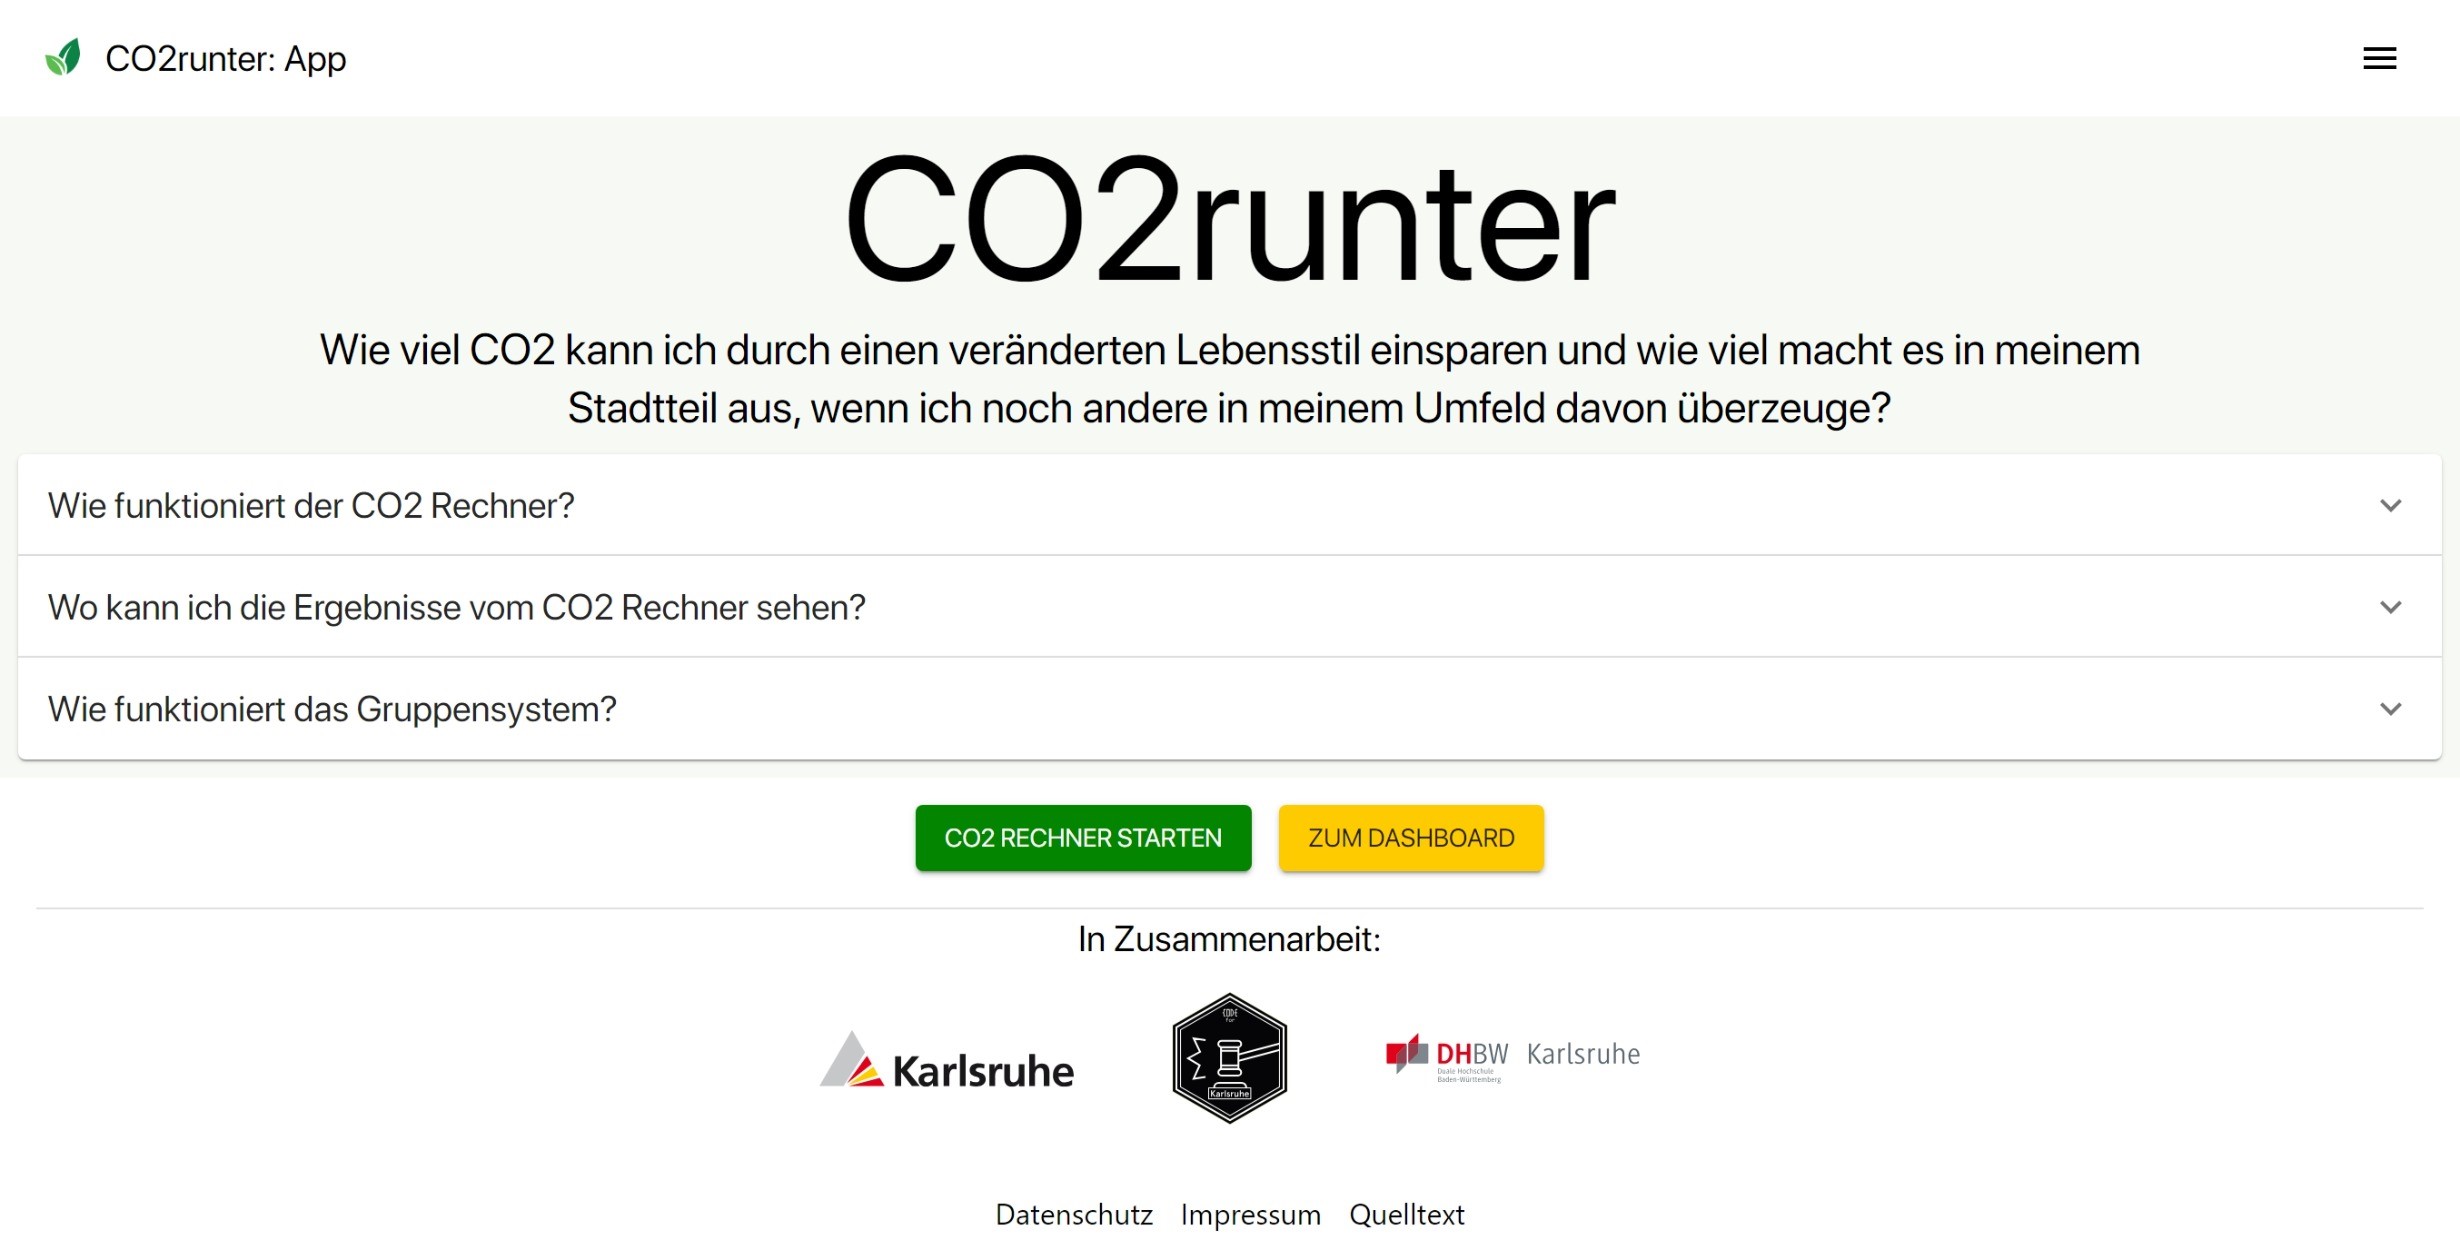 CO2runter: App
CO2runter
Wie viel CO2 kann ich durch einen veränderten Lebensstil einsparen und wie viel macht es in meinem
Stadtteil aus, wenn ich noch andere in meinem Umfeld davon überzeuge?
Wie funktioniert der CO2 Rechner?
Wo kann ich die Ergebnisse vom CO2 Rechner sehen?
Wie funktioniert das Gruppensystem?
CO2 RECHNER STARTEN ZUM DASHBOARD
In Zusammenarbeit:
Karlsruhe
CODE
for
Karlsruhe
DHBW Karlsruhe
Duale Hochschule
Baden-Württemberg
Datenschutz Impressum Quelltext